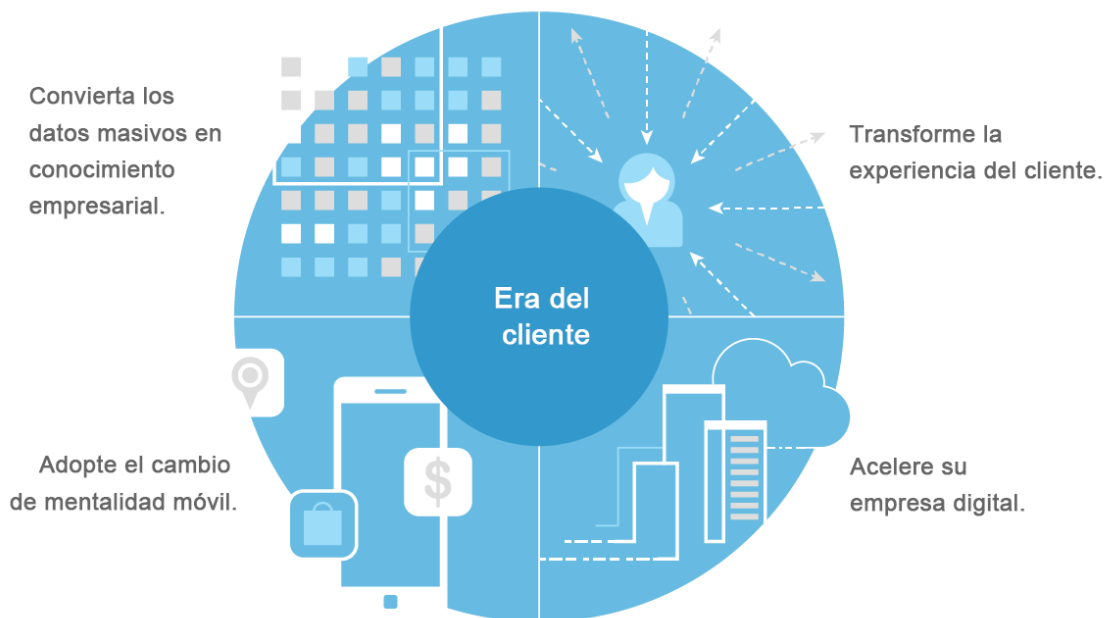 Convierta los
datos masivos en
conocimiento
empresarial.
Transforme la
experiencia del cliente.
Era del
cliente
$
Adopte el cambio
de mentalidad móvil.
Acelere su
empresa digital.